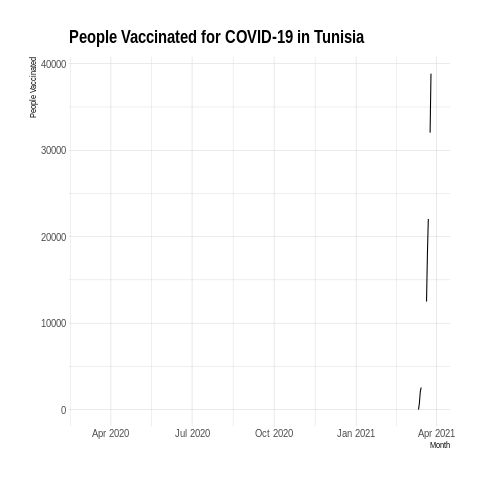 People Vaccinated for COVID-19 in Tunisia
People Vaccinated
40000
30000
20000
10000
0
Apr 2020 Jul 2020 Oct 2020 Jan 2021 Apr 2021
Month